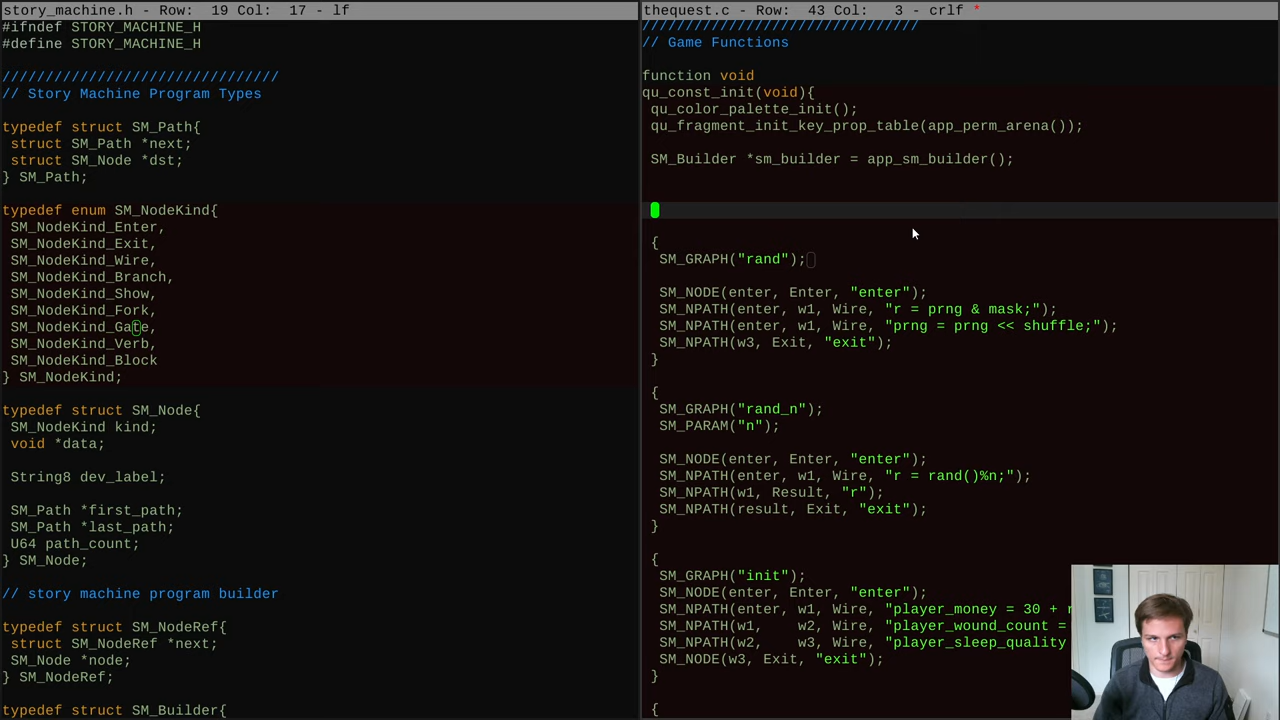 story_machine.h - Row:  19 Col:  17 - lf
#ifndef STORY_MACHINE_H
#define STORY_MACHINE_H
////////////////////////////////
// Story Machine Program Types
typedef struct SM_Path{
 struct SM_Path *next;
 struct SM_Node *dst;
} SM_Path;
typedef enum SM_NodeKind{
 SM_NodeKind_Enter,
 SM_NodeKind_Exit,
 SM_NodeKind_Wire,
 SM_NodeKind_Branch,
 SM_NodeKind_Show,
 SM_NodeKind_Fork,
 SM_NodeKind_Gate,
 SM_NodeKind_Verb,
 SM_NodeKind_Block
} SM_NodeKind;
typedef struct SM_Node{
 SM_NodeKind kind;
 void *data;
 String8 dev_label;
 SM_Path *first_path;
 SM_Path *last_path;
 U64 path_count;
} SM_Node;
// story machine program builder
typedef struct SM_NodeRef{
 struct SM_NodeRef *next;
 SM_Node *node;
} SM_NodeRef;
typedef struct SM_Builder{
thequest.c - Row:  43 Col:   3 - crlf *
////////////////////////////////
// Game Functions
function void
qu_const_init(void){
 qu_color_palette_init();
 qu_fragment_init_key_prop_table(app_perm_arena());
 SM_Builder *sm_builder = app_sm_builder();
 {
  SM_GRAPH("rand");
  SM_NODE(enter, Enter, "enter");
  SM_NPATH(enter, w1, Wire, "r = prng & mask;");
  SM_NPATH(enter, w1, Wire, "prng = prng << shuffle;");
  SM_NPATH(w3, Exit, "exit");
 }
 {
  SM_GRAPH("rand_n");
  SM_PARAM("n");
  SM_NODE(enter, Enter, "enter");
  SM_NPATH(enter, w1, Wire, "r = rand()%n;");
  SM_NPATH(w1, Result, "r");
  SM_NPATH(result, Exit, "exit");
 }
 {
  SM_GRAPH("init");
  SM_NODE(enter, Enter, "enter");
  SM_NPATH(enter, w1, Wire, "player_money = 30 + r
  SM_NPATH(w1,    w2, Wire, "player_wound_count =
  SM_NPATH(w2,    w3, Wire, "player_sleep_quality
  SM_NODE(w3, Exit, "exit");
 }
 {